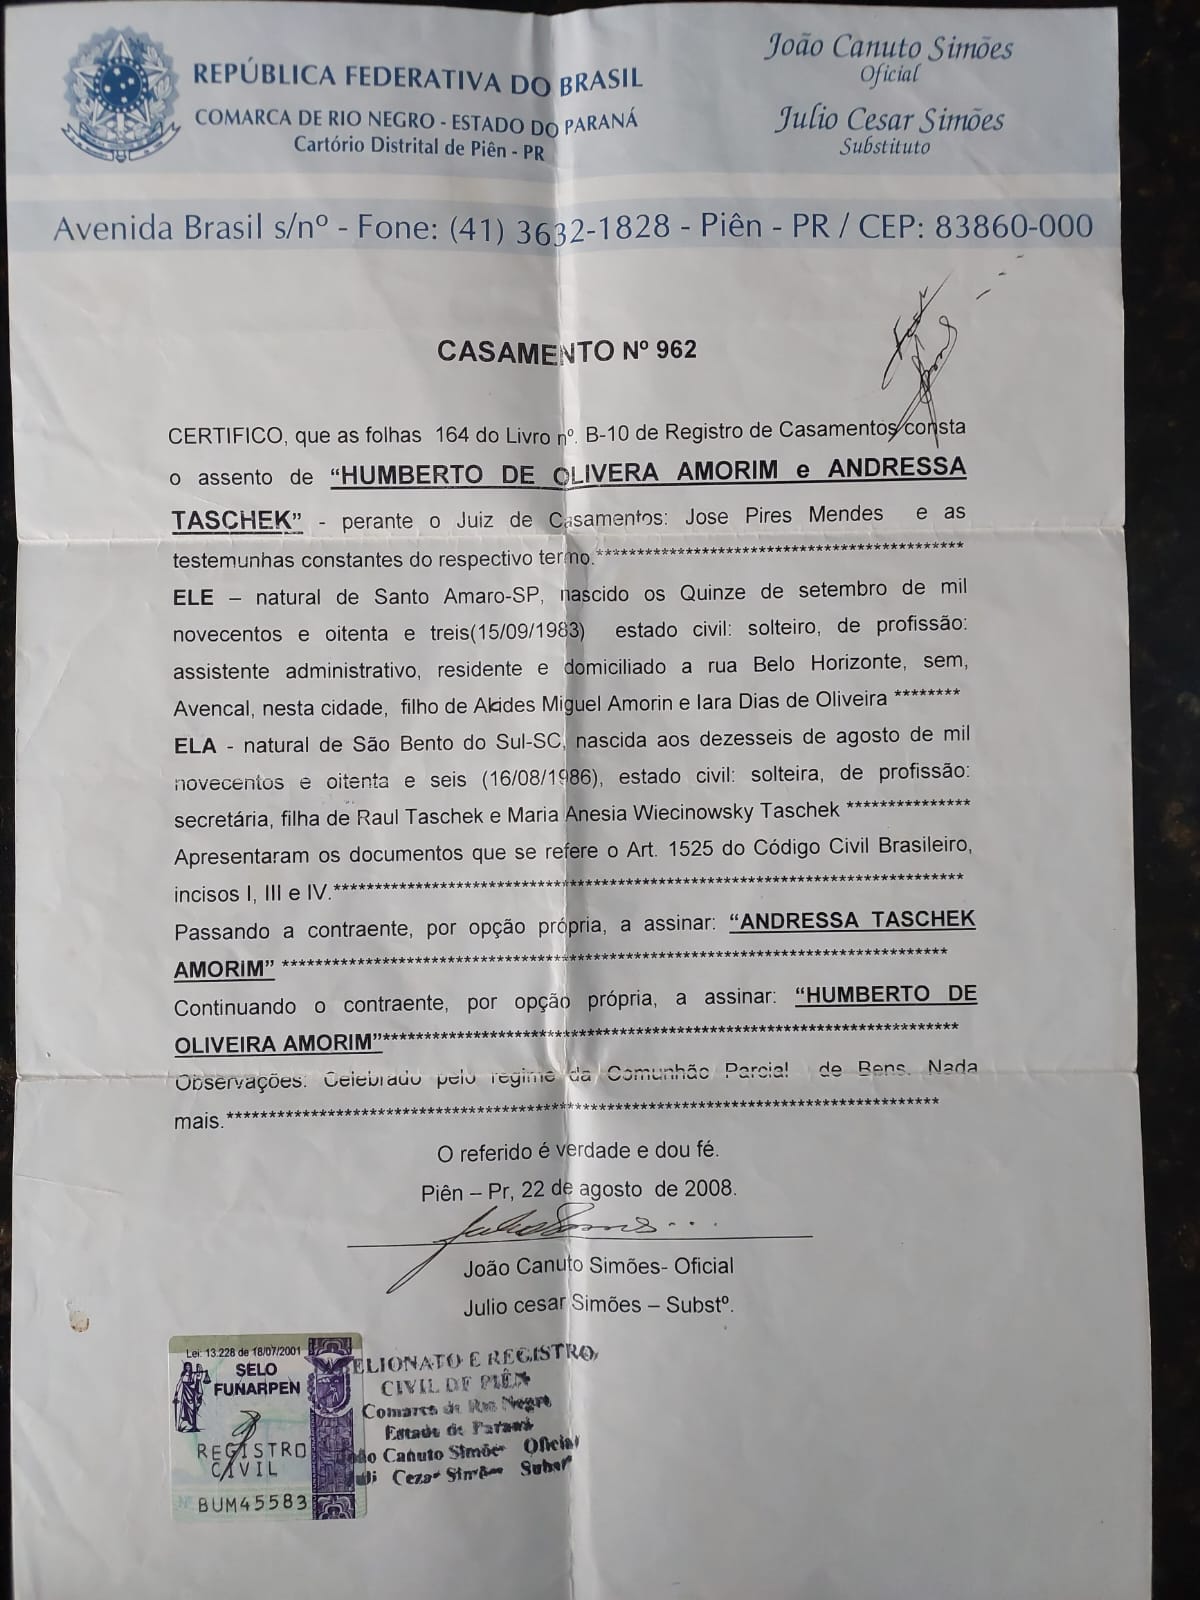 REPÚBLICA FEDERATIVA DO BRASIL
COMARCA DE RIO NEGRO - ESTADO DO PARANÁ
Cartório Distrital de Piên - PR
João Canuto Simões
Oficial
Julio Cesar Simões
Substituto
Avenida Brasil s/nº - Fone: (41) 3632-1828 - Piên - PR / CEP: 83860-000
CASAMENTO Nº 962
CERTIFICO, que as folhas 164 do Livro nº. B-10 de Registro de Casamentos consta
o assento de “HUMBERTO DE OLIVERA AMORIM e ANDRESSA
TASCHEK” - perante o Juiz de Casamentos: Jose Pires Mendes e as
testemunhas constantes do respectivo termo.********************************************
ELE – natural de Santo Amaro-SP, nascido os Quinze de setembro de mil
novecentos e oitenta e treis(15/09/1983) estado civil: solteiro, de profissão:
assistente administrativo, residente e domiciliado a rua Belo Horizonte, sem,
Avencal, nesta cidade, filho de Alcides Miguel Amorin e Iara Dias de Oliveira ********
ELA - natural de São Bento do Sul-SC, nascida aos dezesseis de agosto de mil
novecentos e oitenta e seis (16/08/1986), estado civil: solteira, de profissão:
secretária, filha de Raul Taschek e Maria Anesia Wiecinowsky Taschek ***************
Apresentaram os documentos que se refere o Art. 1525 do Código Civil Brasileiro,
incisos I, III e IV.****************************************************************************
Passando a contraente, por opção própria, a assinar: “ANDRESSA TASCHEK
AMORIM” ********************************************************************************
Continuando o contraente, por opção própria, a assinar: “HUMBERTO DE
OLIVEIRA AMORIM”*********************************************************************
Observações: Celebrado pelo regime da Comunhão Parcial de Bens. Nada
mais.**************************************************************************************
O referido é verdade e dou fé.
Piên – Pr, 22 de agosto de 2008.
João Canuto Simões- Oficial
Julio cesar Simões – Substº.
Lei: 13.228 de 18/07/2001
SELO
FUNARPEN
REGISTRO
CIVIL
Nº BUM45583
ELIONATO E REGISTRO
CIVIL DE PIÊN
Comarca de Rio Negro
Estado de Paraná
João Canuto Simões Oficial
Cezar Simões Subst